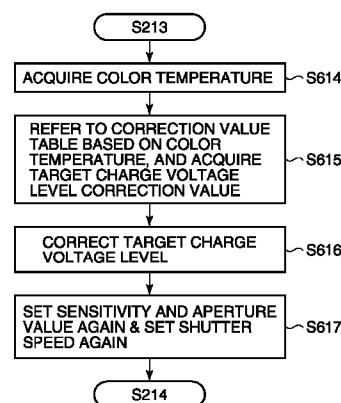 S213
ACQUIRE COLOR TEMPERATURE
S614
REFER TO CORRECTION VALUE
TABLE BASED ON COLOR
TEMPERATURE, AND ACQUIRE
TARGET CHARGE VOLTAGE
LEVEL CORRECTION VALUE
S615
CORRECT TARGET CHARGE
VOLTAGE LEVEL
S616
SET SENSITIVITY AND APERTURE
VALUE AGAIN & SET SHUTTER
SPEED AGAIN
S617
S214